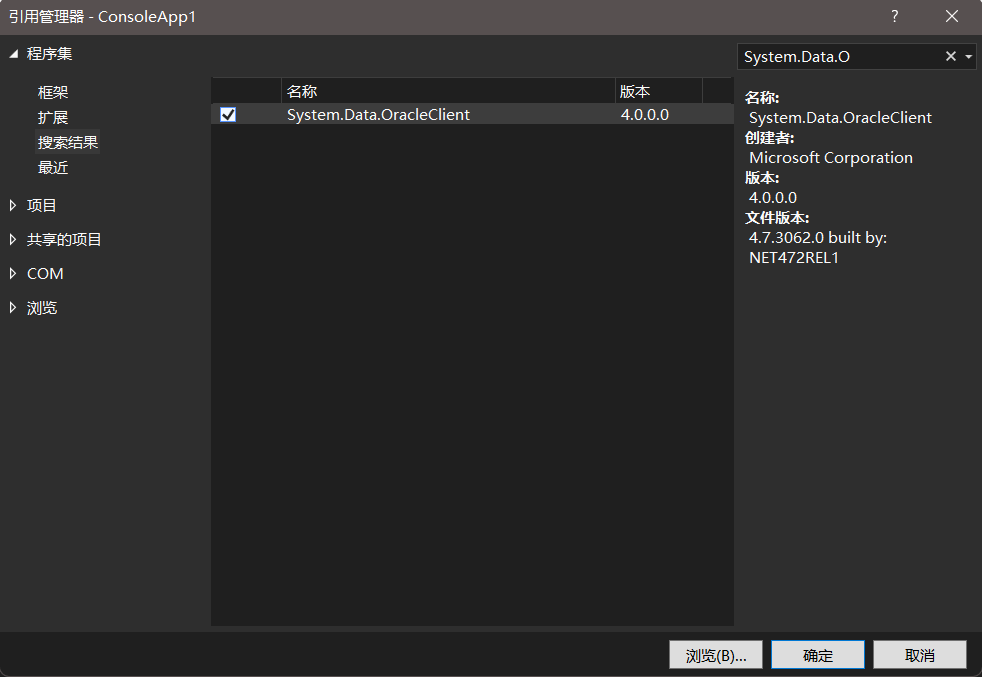 引用管理器 - ConsoleApp1
?
程序集
框架
扩展
搜索结果
最近
项目
共享的项目
COM
浏览
名称 版本
System.Data.OracleClient 4.0.0.0
System.Data.O
名称:
System.Data.OracleClient
创建者:
Microsoft Corporation
版本:
4.0.0.0
文件版本:
4.7.3062.0 built by:
NET472REL1
浏览(B)... 确定 取消